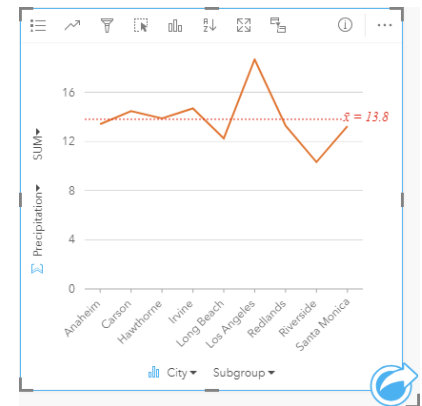 16
x̃ = 13.8
12
SUM
8
Precipitation
4
0
Anaheim
Carson
Hawthorne
Irvine
Long Beach
Los Angeles
Redlands
Riverside
Santa Monica
City Subgroup